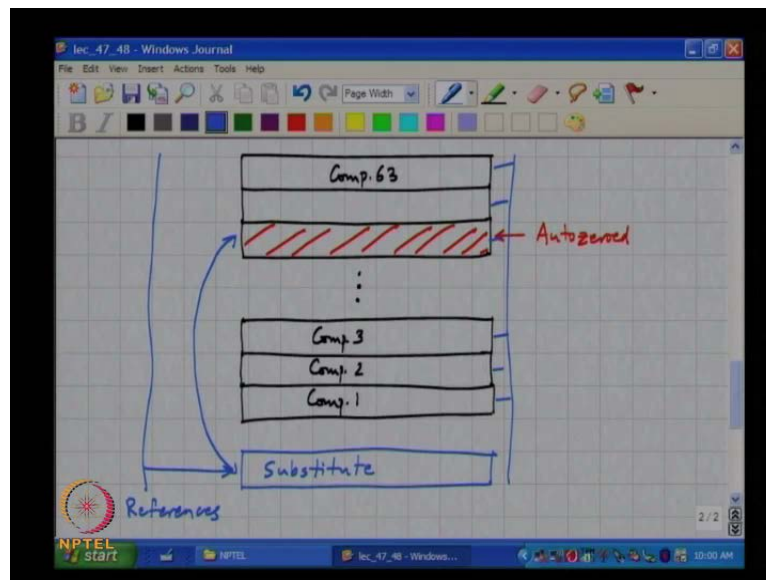 lec_47_48 - Windows Journal
File Edit View Insert Actions Tools Help
Page Width
B I
Comp. 63
Autozeroed
Comp. 3
Comp. 2
Comp. 1
Substitute
References
2/2
NPTEL
start
NPTEL
lec_47_48 - Windows...
10:00 AM